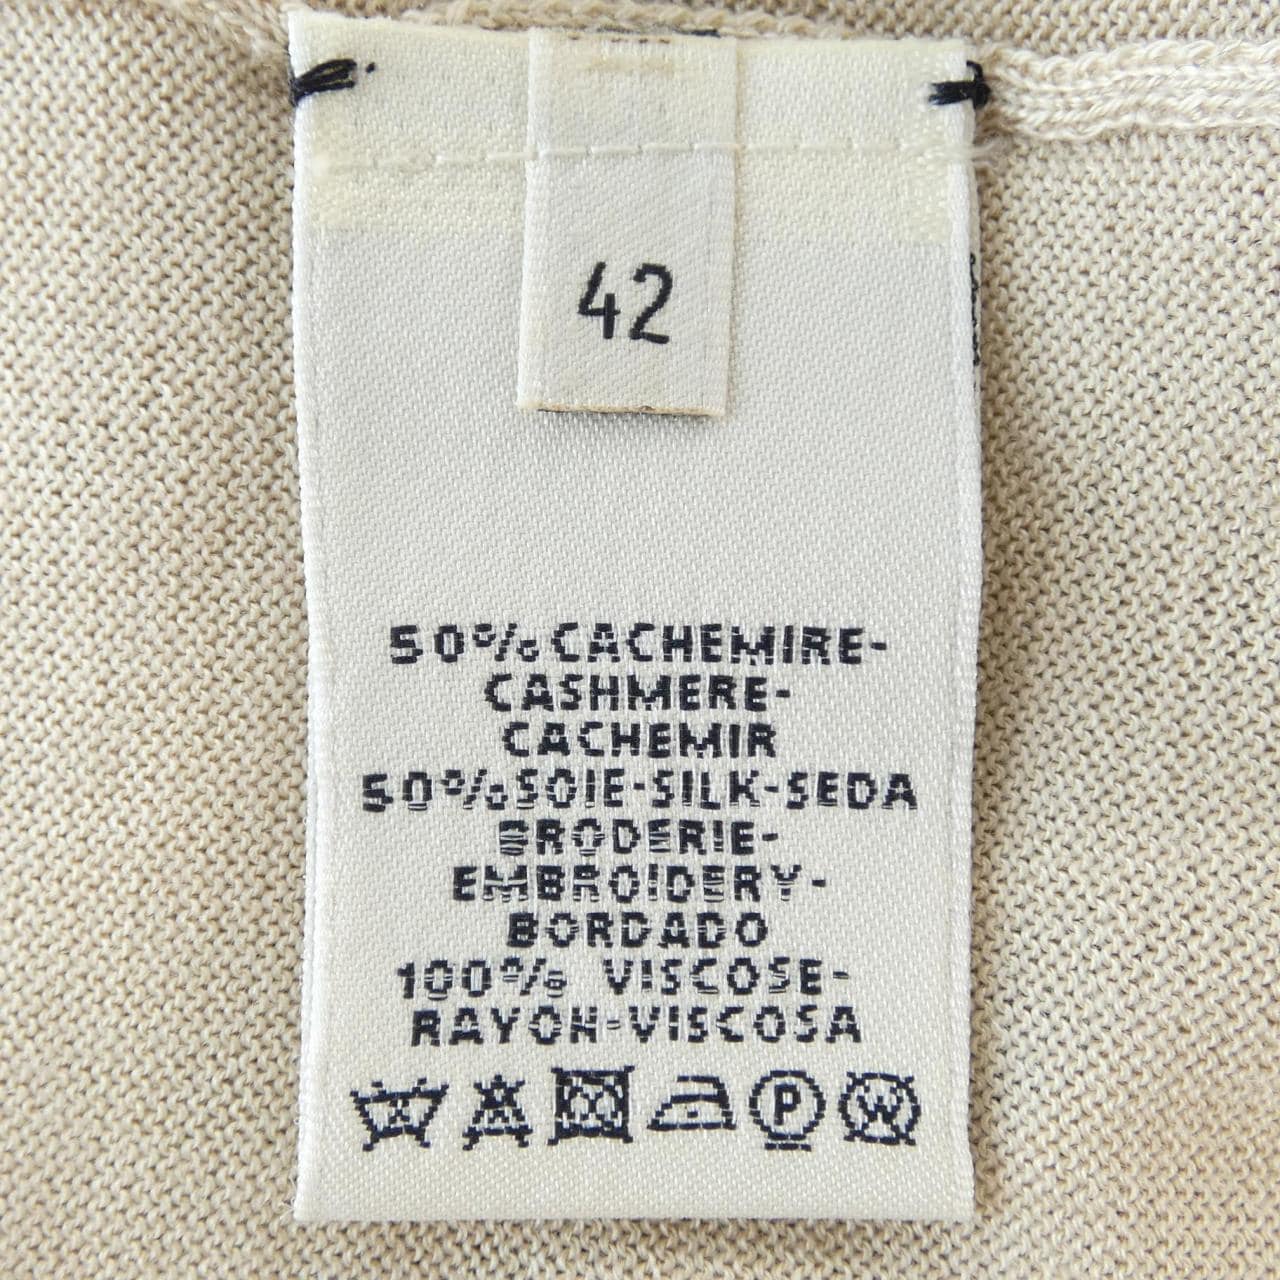 42
50% CACHEMIRE-
CASHMERE-
CACHEMIR
50% SOIE-SILK-SEDA
BRODERIE-
EMBROIDERY-
BORDADO
100% VISCOSE-
RAYON-VISCOSA
P W